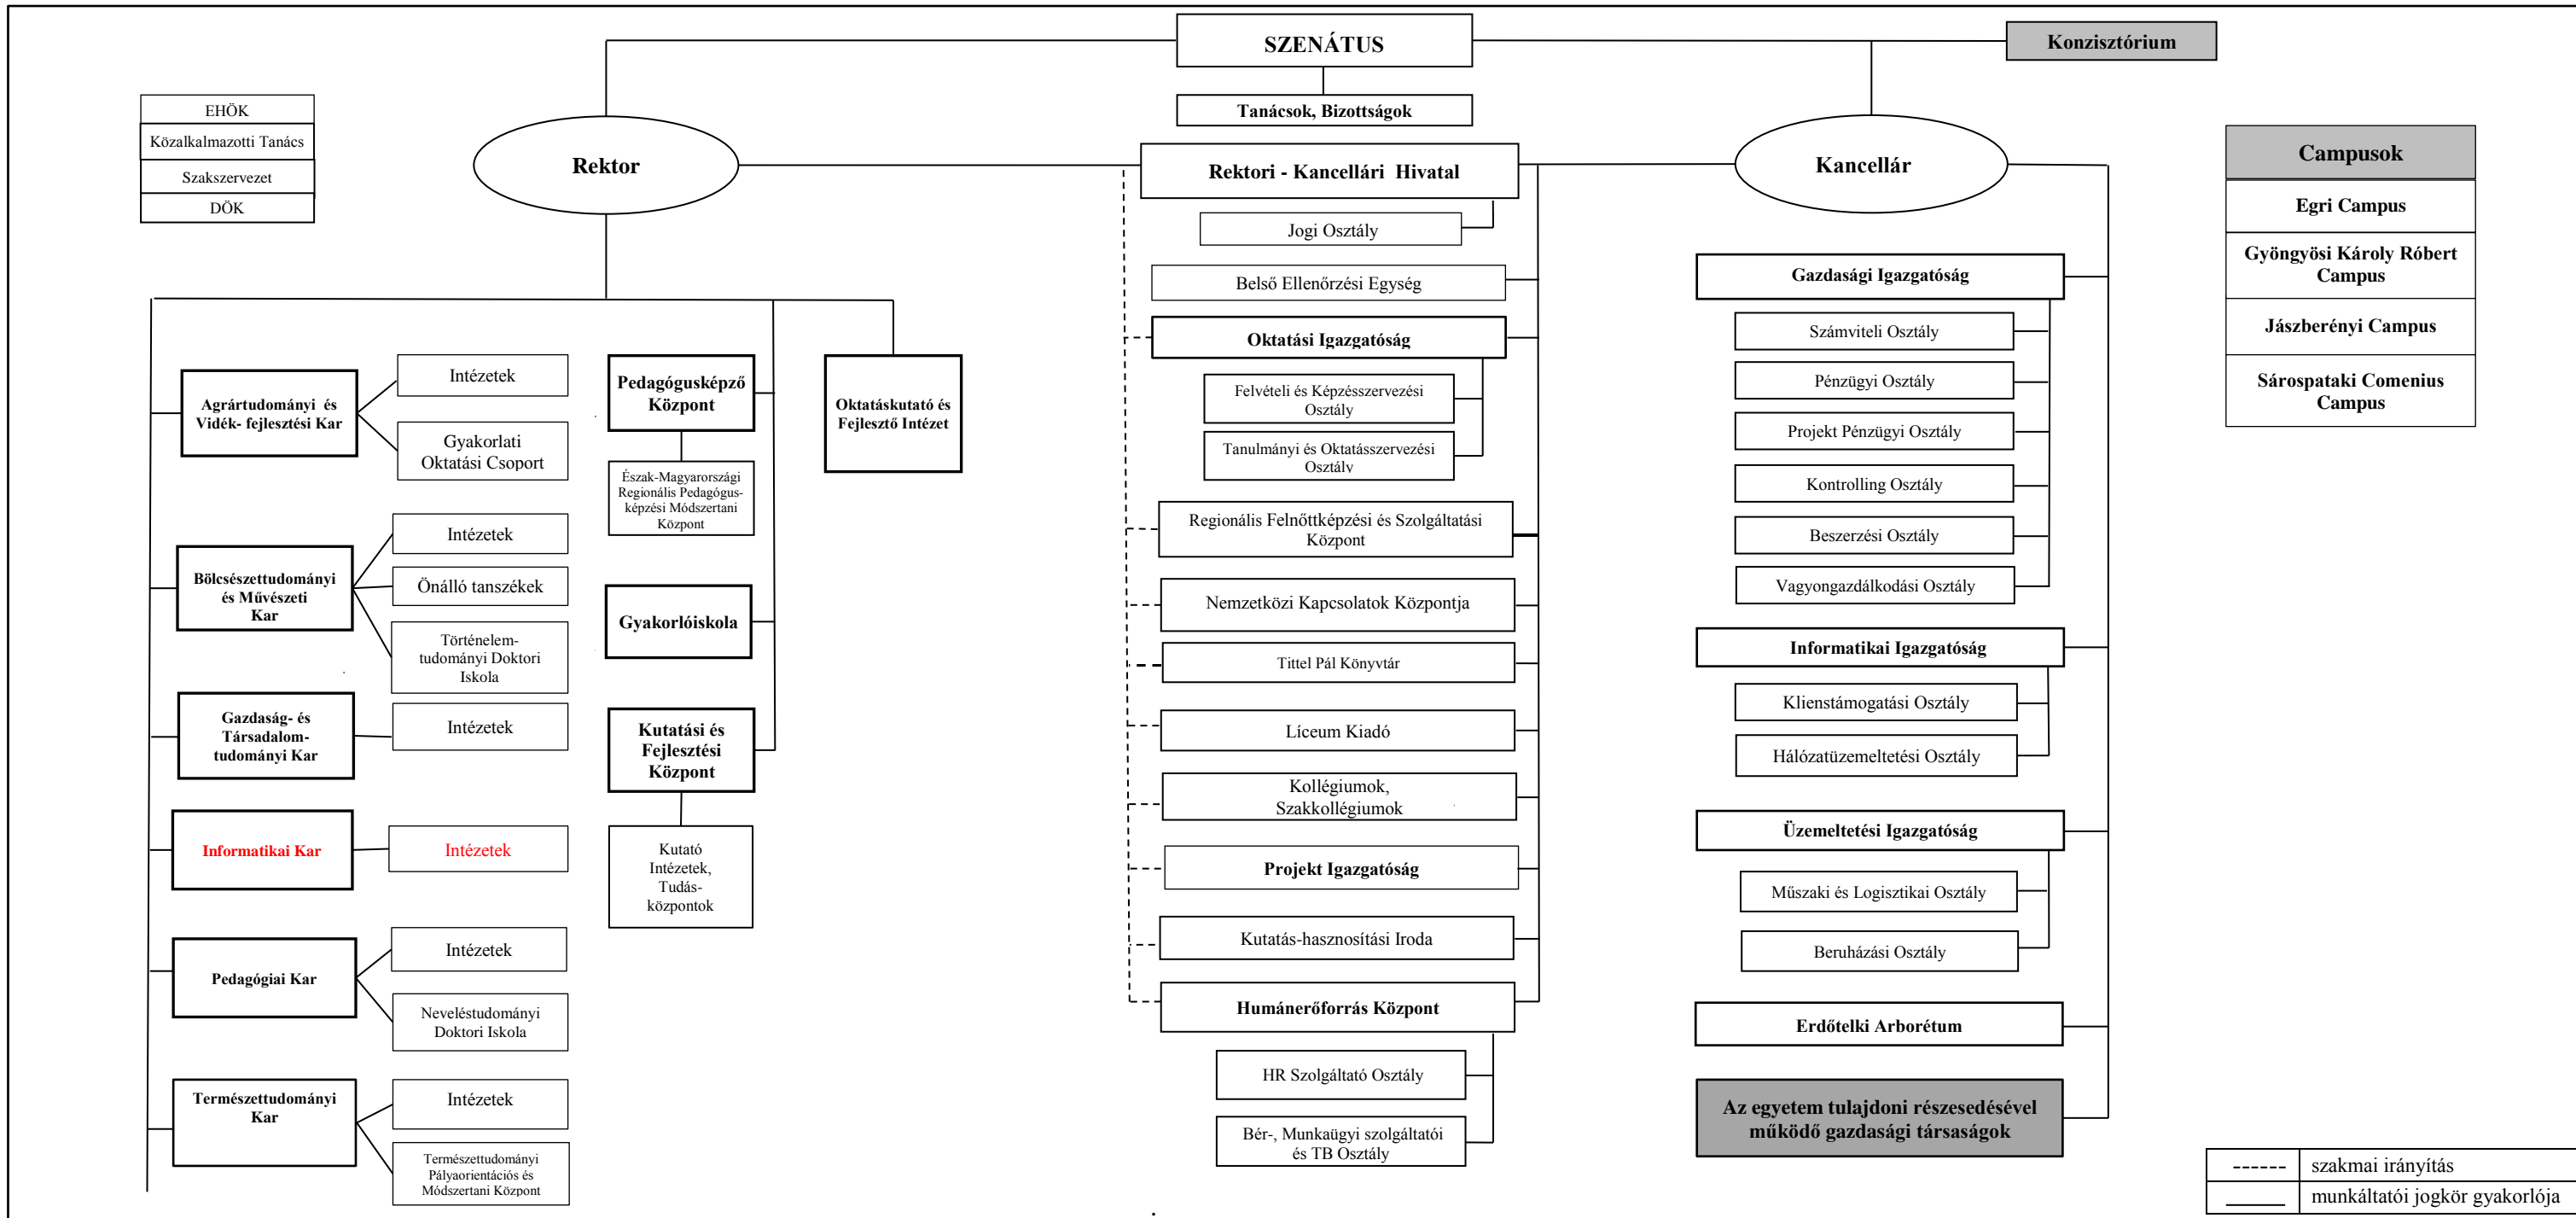 SZENÁTUS
Konzisztórium
Tanácsok, Bizottságok
EHÖK
Közalkalmazotti Tanács
Szakszervezet
DÖK
Rektor
Rektori - Kancellári Hivatal
Kancellár
Jogi Osztály
Belső Ellenőrzési Egység
Campusok
Egri Campus
Gyöngyösi Károly Róbert
Campus
Jászberényi Campus
Sárospataki Comenius
Campus
Agrártudományi és
Vidék- fejlesztési Kar
Intézetek
Gyakorlati
Oktatási Csoport
Bölcsészettudományi
és Művészeti
Kar
Intézetek
Önálló tanszékek
Történelem-
tudományi Doktori
Iskola
Gazdaság- és
Társadalom-
tudományi Kar
Intézetek
Informatikai Kar
Intézetek
Pedagógiai Kar
Intézetek
Neveléstudományi
Doktori Iskola
Természettudományi
Kar
Intézetek
Természettudományi
Pályaorientációs és
Módszertani Központ
Pedagógusképző
Központ
Észak-Magyarországi
Regionális Pedagógus-
képzési Módszertani
Központ
Gyakorlóiskola
Kutatási és
Fejlesztési
Központ
Kutató
Intézetek,
Tudás-
központok
Oktatáskutató és
Fejlesztő Intézet
Oktatási Igazgatóság
Felvételi és Képzésszervezési
Osztály
Tanulmányi és Oktatásszervezési
Osztály
Regionális Felnőttképzési és Szolgáltatási
Központ
Nemzetközi Kapcsolatok Központja
Tittel Pál Könyvtár
Líceum Kiadó
Kollégiumok,
Szakkollégiumok
Projekt Igazgatóság
Kutatás-hasznosítási Iroda
Humánerőforrás Központ
HR Szolgáltató Osztály
Bér-, Munkaügyi szolgáltatói
és TB Osztály
Gazdasági Igazgatóság
Számviteli Osztály
Pénzügyi Osztály
Projekt Pénzügyi Osztály
Kontrolling Osztály
Beszerzési Osztály
Vagyongazdálkodási Osztály
Informatikai Igazgatóság
Klienstámogatási Osztály
Hálózatüzemeltetési Osztály
Üzemeltetési Igazgatóság
Műszaki és Logisztikai Osztály
Beruházási Osztály
Erdőtelki Arborétum
Az egyetem tulajdoni részesedésével
működő gazdasági társaságok
szakmai irányítás
munkáltatói jogkör gyakorlója